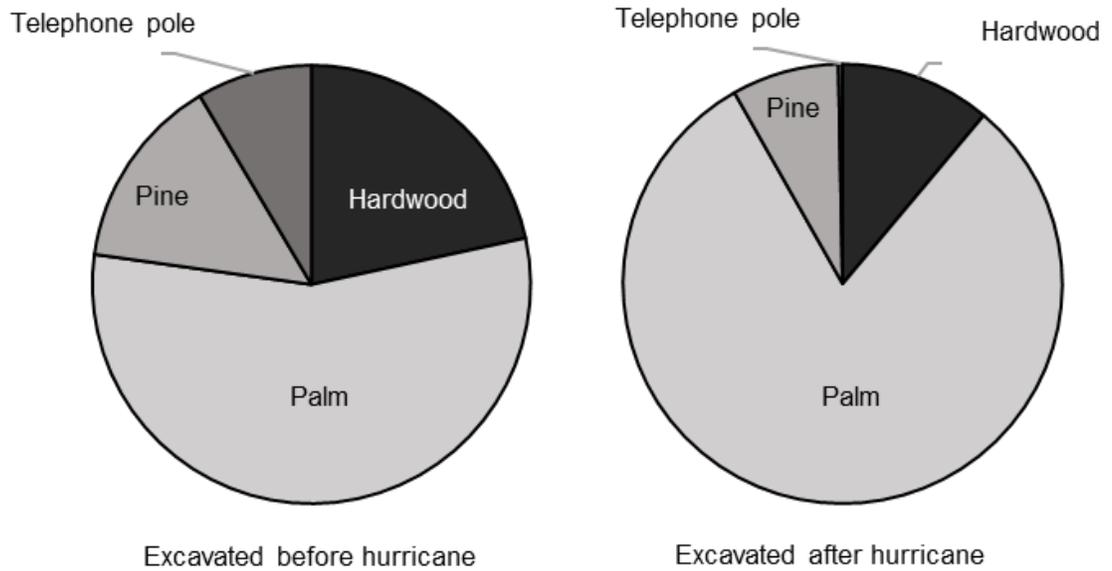 Telephone pole
Pine
Hardwood
Palm
Excavated before hurricane
Telephone pole
Hardwood
Pine
Palm
Excavated after hurricane